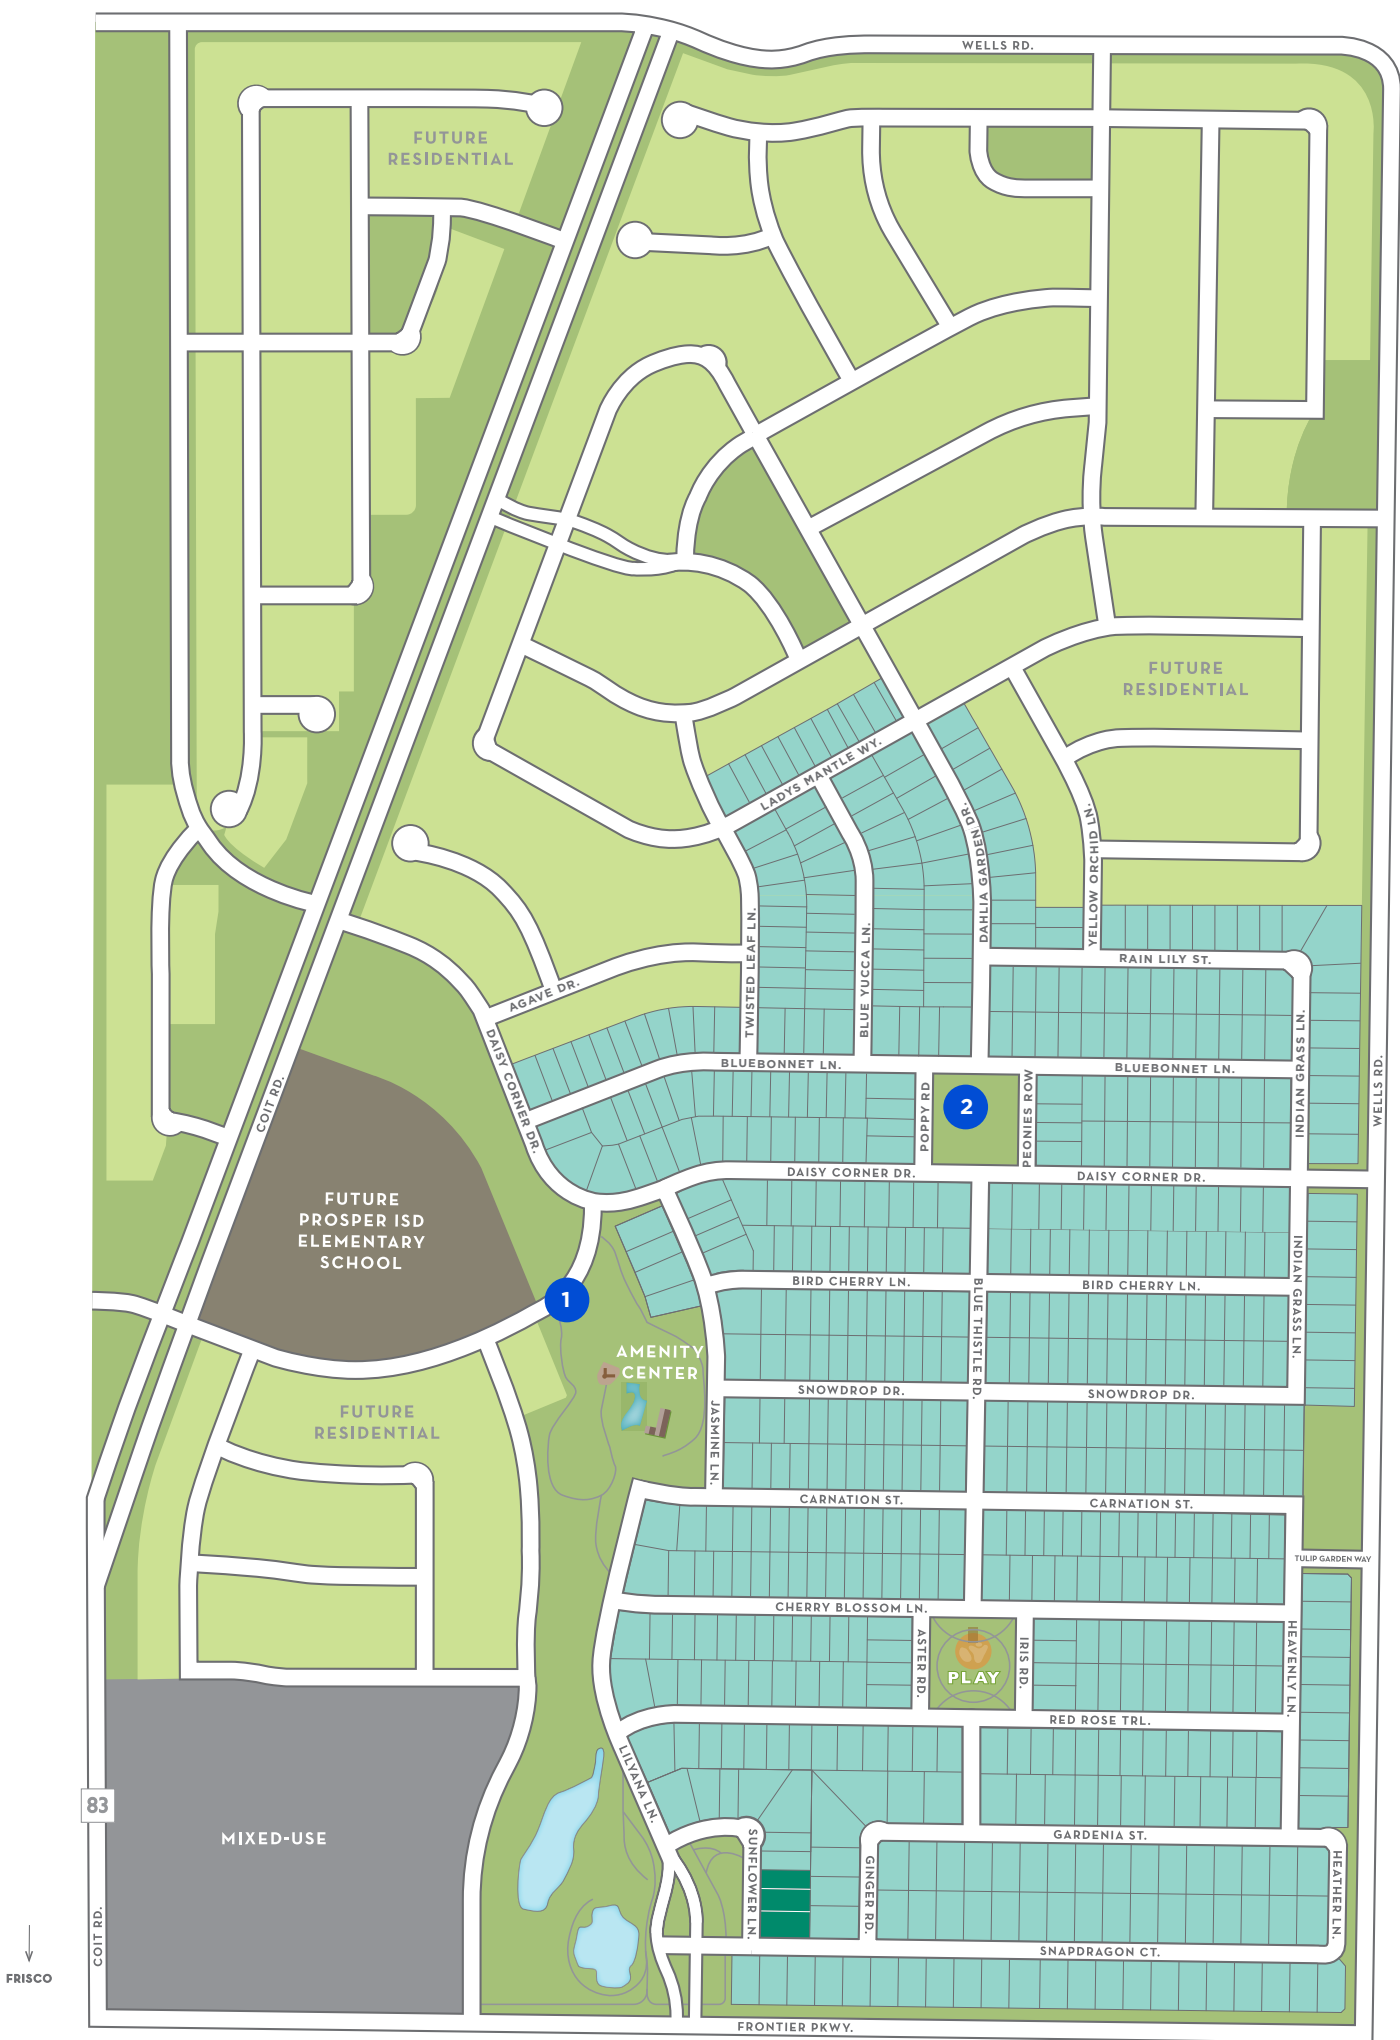 WELLS RD.
FUTURE
RESIDENTIAL
FUTURE
RESIDENTIAL
LADYS MANTLE WY.
DAHLIA GARDEN DR.
YELLOW ORCHID LN.
TWISTED LEAF LN.
BLUE YUCCA LN.
RAIN LILY ST.
AGAVE DR.
DAISY CORNER DR.
INDIAN GRASS LN.
BLUEBONNET LN.
BLUEBONNET LN.
COIT RD.
POPPY RD
2
PEONIES ROW
WELLS RD.
DAISY CORNER DR.
DAISY CORNER DR.
FUTURE
PROSPER ISD
ELEMENTARY
SCHOOL
BIRD CHERRY LN.
BIRD CHERRY LN.
BLUE THISTLE RD.
INDIAN GRASS LN.
1
AMENITY
CENTER
SNOWDROP DR.
SNOWDROP DR.
JASMINE LN.
FUTURE
RESIDENTIAL
CARNATION ST.
CARNATION ST.
TULIP GARDEN WAY
CHERRY BLOSSOM LN.
ASTER RD.
PLAY
IRIS RD.
HEAVENLY LN.
RED ROSE TRL.
LILYANA LN.
83
MIXED-USE
GARDENIA ST.
SUNFLOWER LN.
GINGER RD.
HEATHER LN.
COIT RD.
SNAPDRAGON CT.
FRISCO
FRONTIER PKWY.